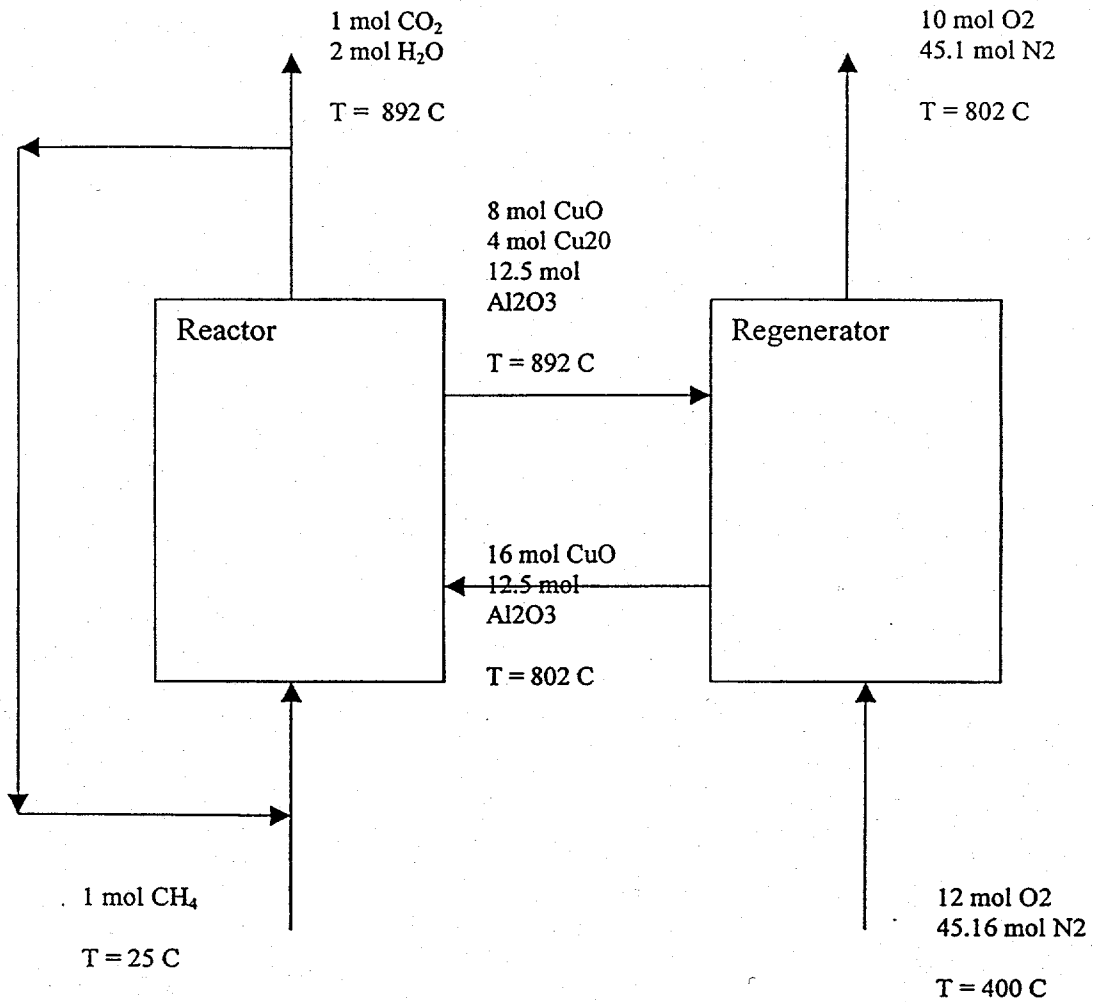 1 mol CO₂
2 mol H₂O
T = 892 C
10 mol O2
45.1 mol N2
T = 802 C
8 mol CuO
4 mol Cu20
12.5 mol
Al2O3
T = 892 C
Reactor
Regenerator
16 mol CuO
12.5 mol
Al2O3
T = 802 C
1 mol CH₄
T = 25 C
12 mol O2
45.16 mol N2
T = 400 C